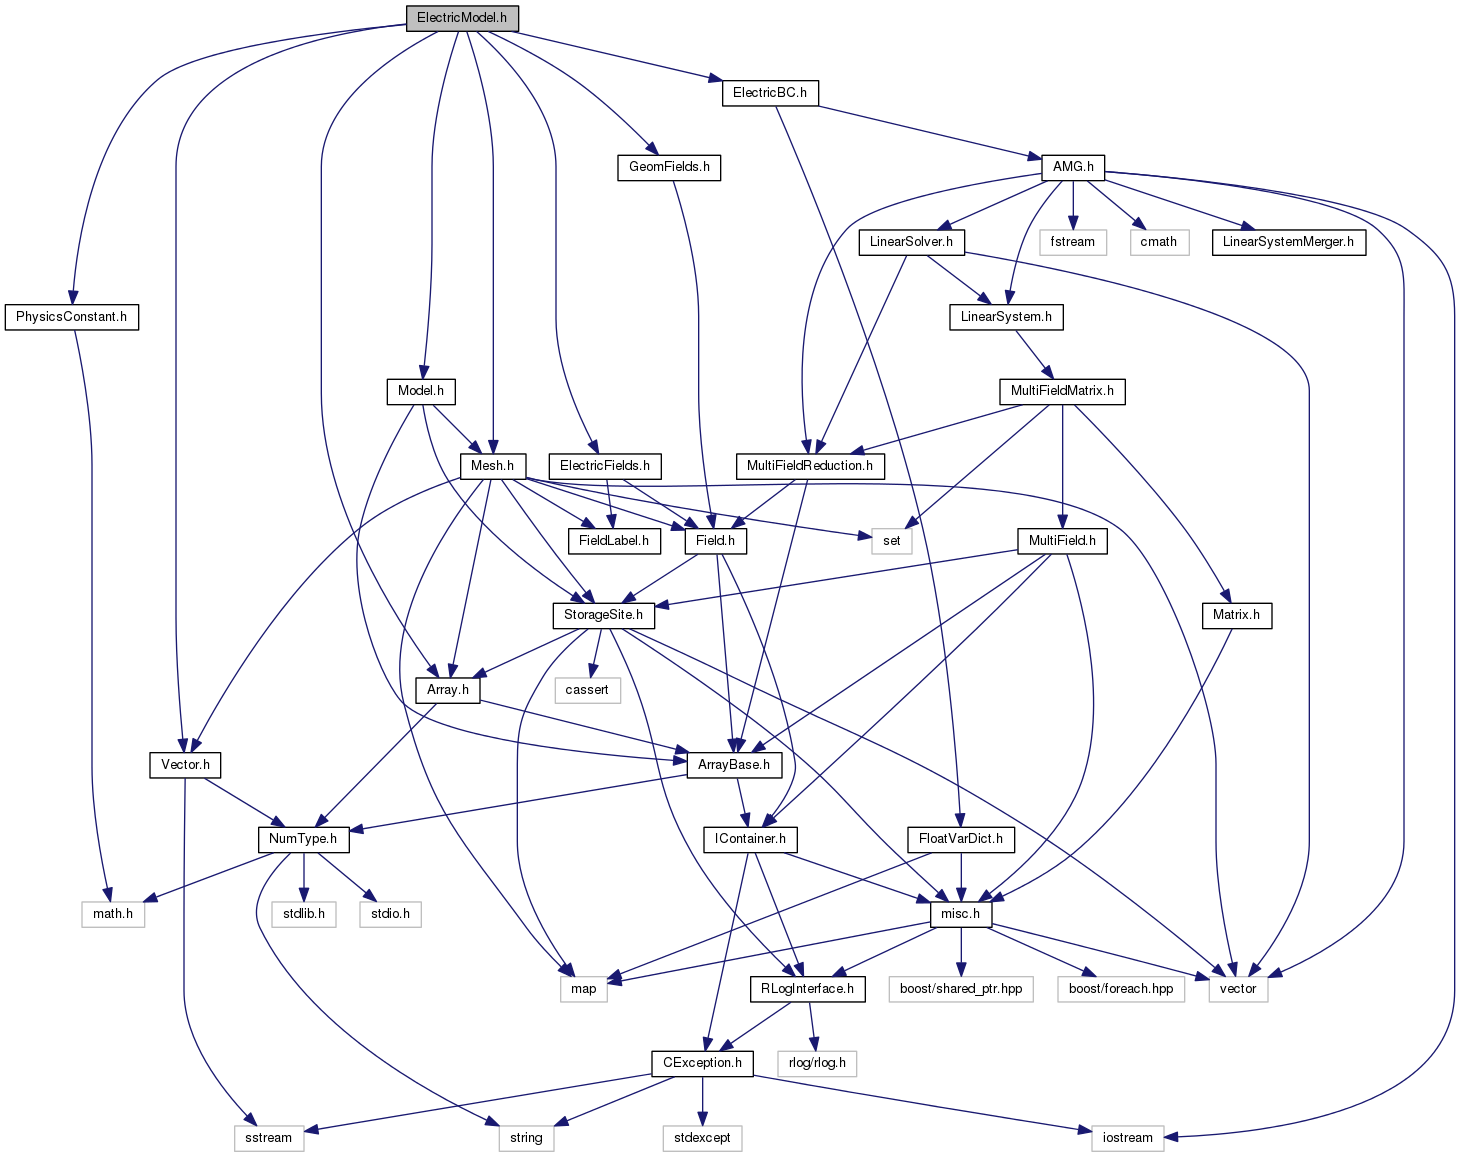 ElectricModel.h
ElectricBC.h
GeomFields.h
AMG.h
LinearSolver.h
fstream
cmath
LinearSystemMerger.h
PhysicsConstant.h
LinearSystem.h
Model.h
MultiFieldMatrix.h
Mesh.h
ElectricFields.h
MultiFieldReduction.h
FieldLabel.h
Field.h
set
MultiField.h
StorageSite.h
Matrix.h
Array.h
cassert
Vector.h
ArrayBase.h
NumType.h
IContainer.h
FloatVarDict.h
math.h
stdlib.h
stdio.h
misc.h
map
RLogInterface.h
boost/shared_ptr.hpp
boost/foreach.hpp
vector
CException.h
rlog/rlog.h
sstream
string
stdexcept
iostream